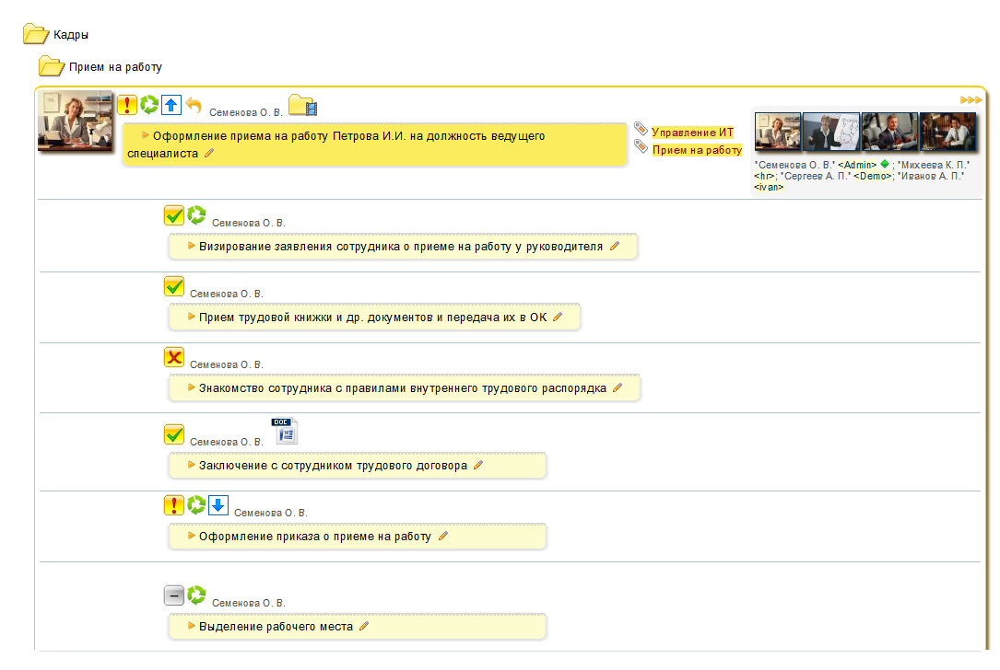 Кадры
Прием на работу
Семенова О. В.
Оформление приема на работу Петрова И.И. на должность ведущего
специалиста
Управление ИТ
Прием на работу
"Семенова О. В." <Admin> ; "Михеева К. П."
<hr>; "Сергеев А. П." <Demo>; "Иванов А. П."
<ivan>
Семенова О. В.
Визирование заявления сотрудника о приеме на работу у руководителя
Семенова О. В.
Прием трудовой книжки и др. документов и передача их в ОК
Семенова О. В.
Знакомство сотрудника с правилами внутреннего трудового распорядка
Семенова О. В.
DOC
Заключение с сотрудником трудового договора
Семенова О. В.
Оформление приказа о приеме на работу
Семенова О. В.
Выделение рабочего места